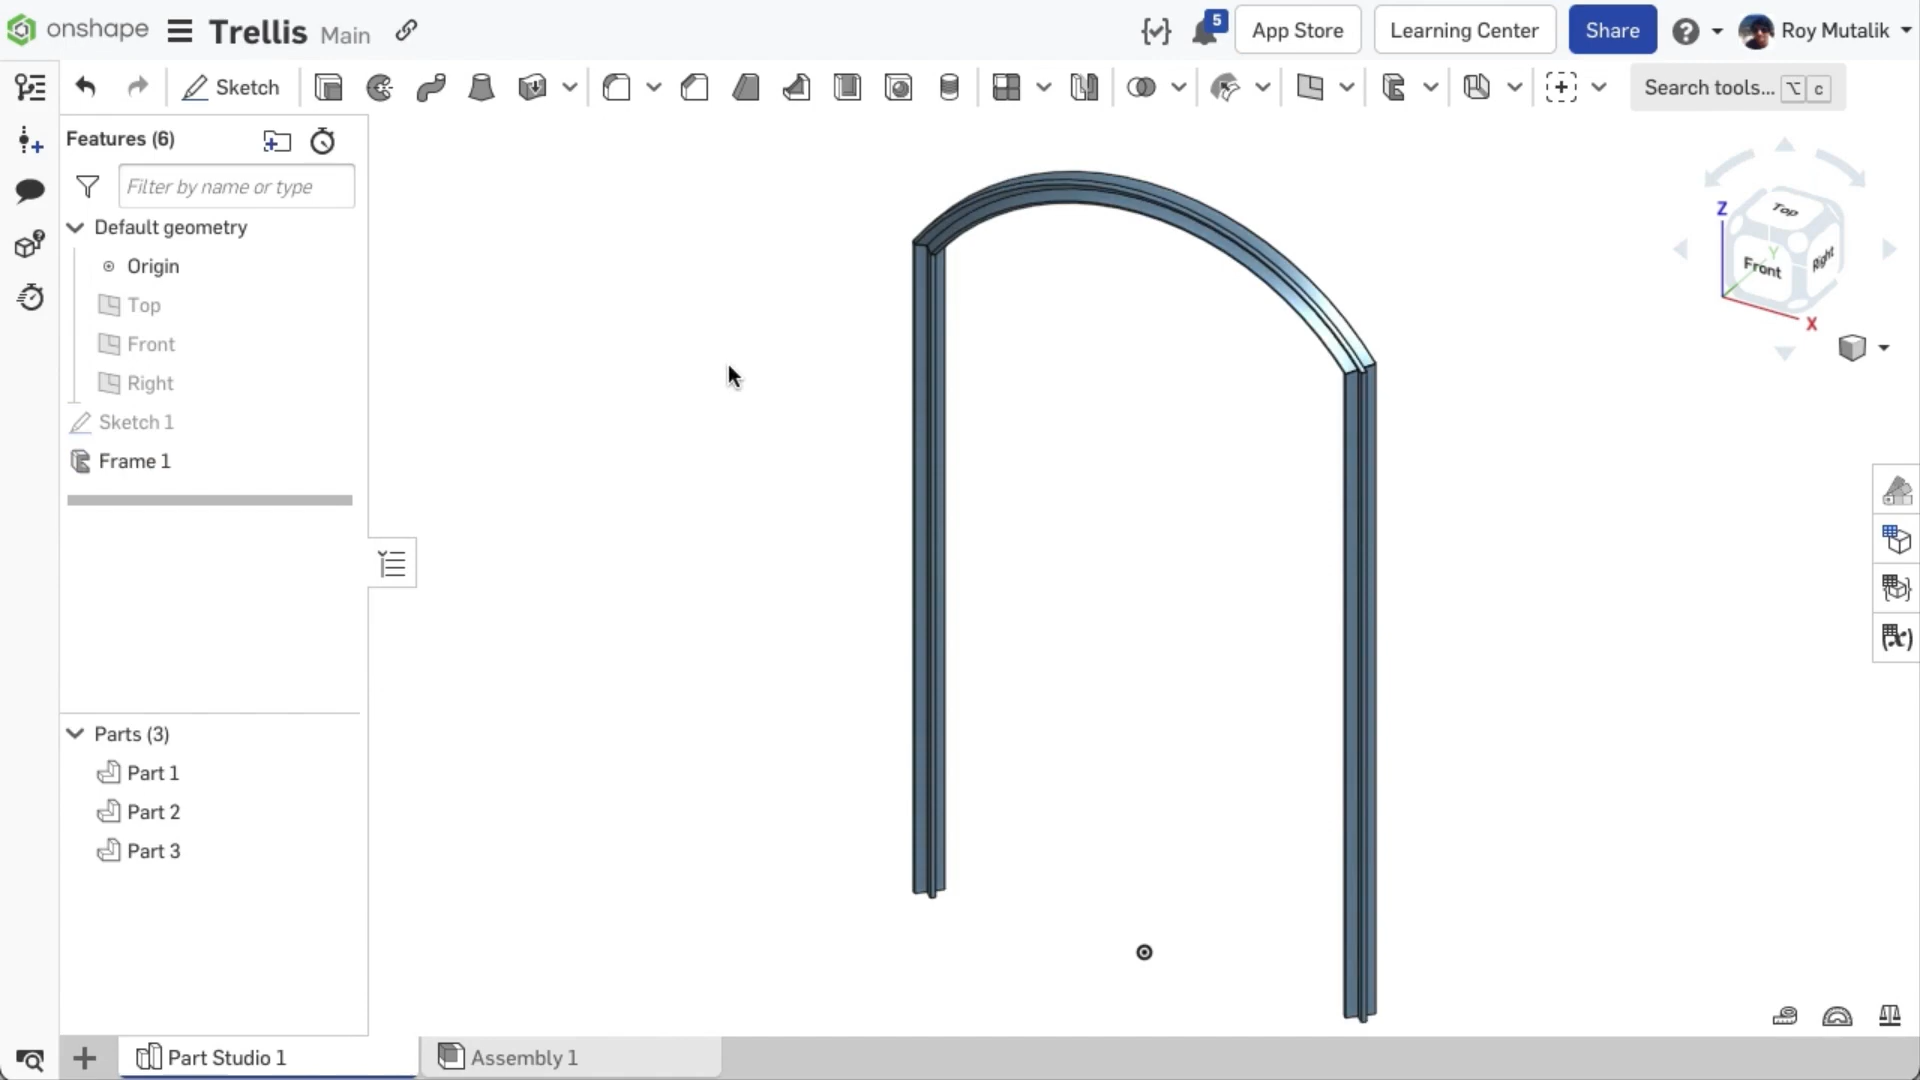 onshape Trellis Main 5 App Store Learning Center Share ? Roy Mutalik
Sketch Search tools... ⌥ c
Features (6)
Filter by name or type
Default geometry
Origin
Top
Front
Right
Sketch 1
Frame 1
Parts (3)
Part 1
Part 2
Part 3
Top
Z
Y
Front
Right
X
(x)
+ Part Studio 1 Assembly 1